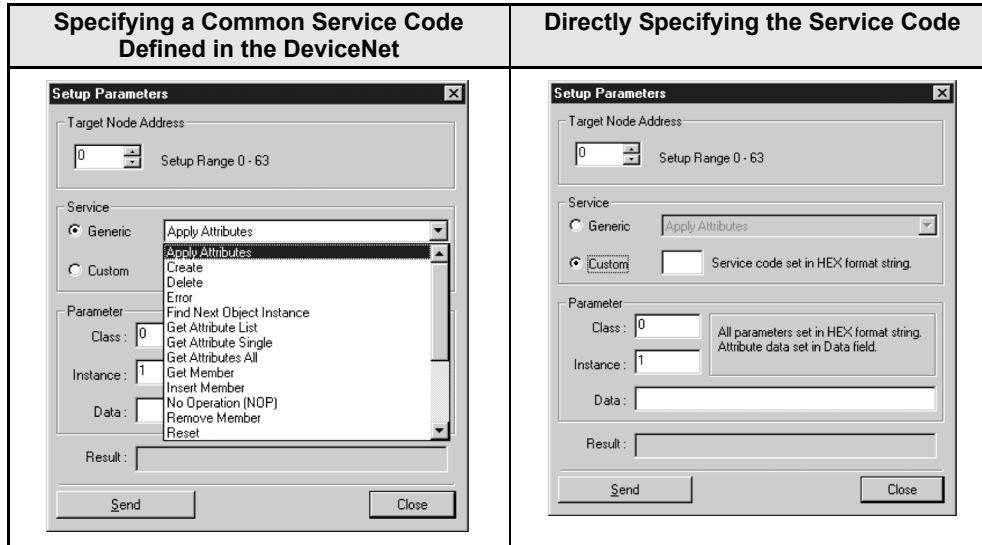 Specifying a Common Service Code
Defined in the DeviceNet
Directly Specifying the Service Code
Setup Parameters
Target Node Address
0
Setup Range 0 - 63
Service
Generic
Apply Attributes
Apply Attributes
Create
Delete
Error
Find Next Object Instance
Get Attribute List
Get Attribute Single
Get Attributes All
Get Member
Insert Member
No Operation (NOP)
Remove Member
Reset
Custom
Parameter
Class : 0
Instance : 1
Data :
Result :
Send
Close
Setup Parameters
Target Node Address
0
Setup Range 0 - 63
Service
Generic
Apply Attributes
Custom
Service code set in HEX format string.
Parameter
Class : 0
All parameters set in HEX format string.
Attribute data set in Data field.
Instance : 1
Data :
Result :
Send
Close